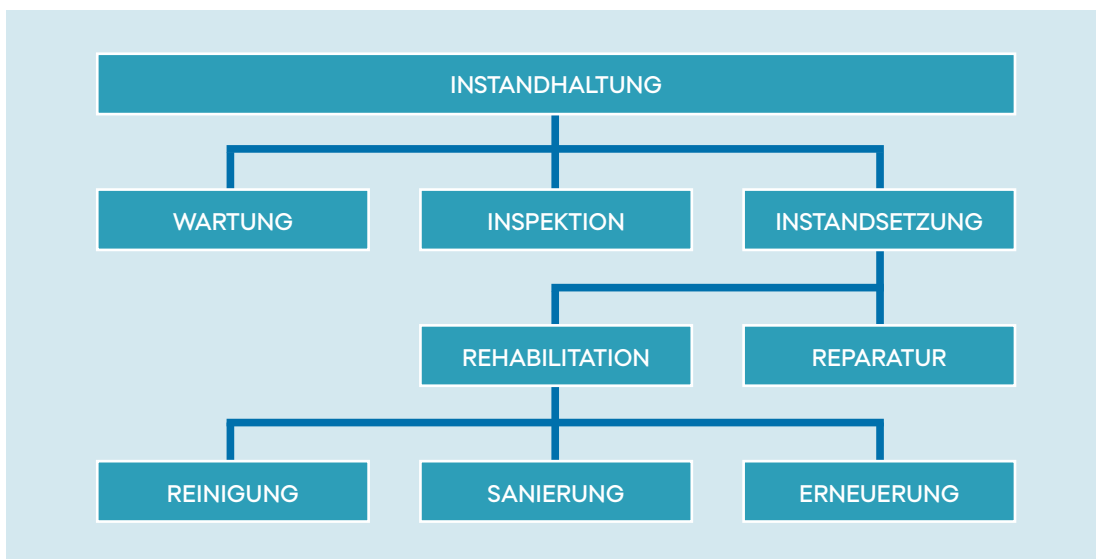 INSTANDHALTUNG
WARTUNG
INSPEKTION
INSTANDSETZUNG
REHABILITATION
REPARATUR
REINIGUNG
SANIERUNG
ERNEUERUNG